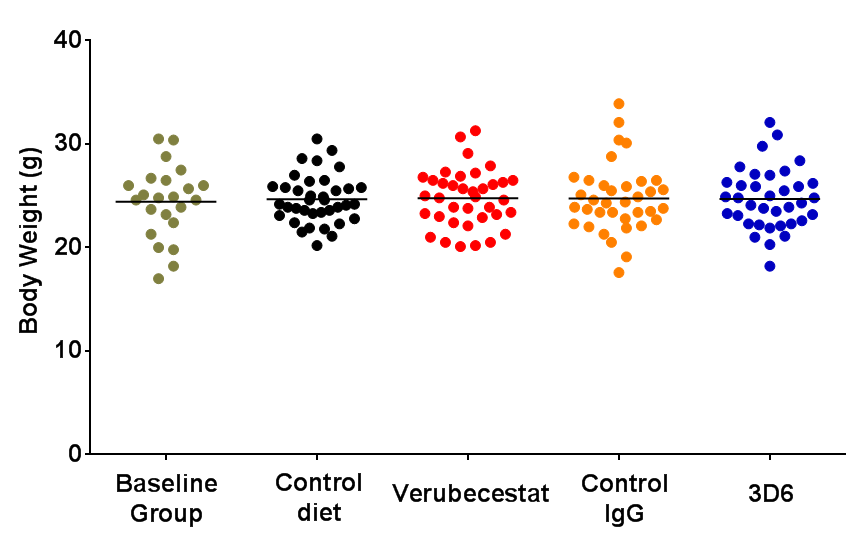 40
30
20
10
0
Body Weight (g)
Baseline
Group
Control
diet
Verubecestat
Control
IgG
3D6